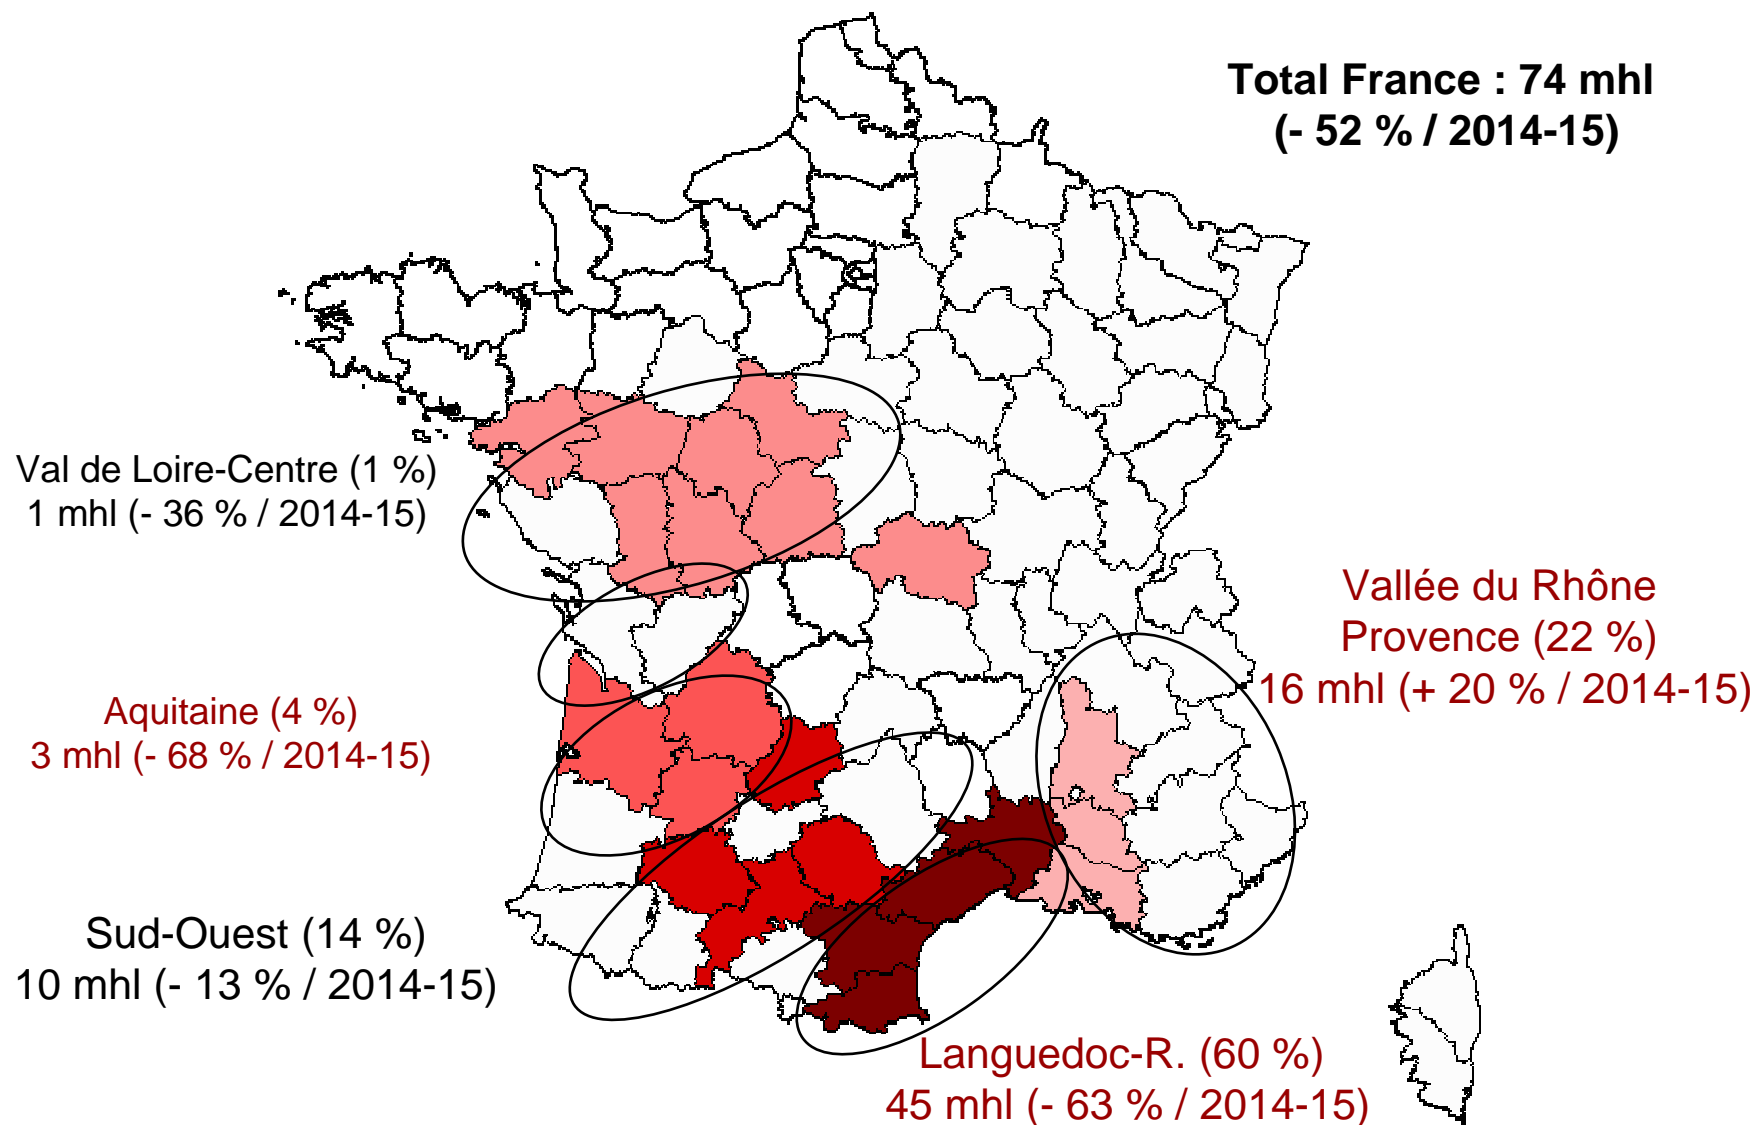 Total France : 74 mhl
(- 52 % / 2014-15)
Val de Loire-Centre (1 %)
1 mhl (- 36 % / 2014-15)
Vallée du Rhône
Provence (22 %)
16 mhl (+ 20 % / 2014-15)
Aquitaine (4 %)
3 mhl (- 68 % / 2014-15)
Sud-Ouest (14 %)
10 mhl (- 13 % / 2014-15)
Languedoc-R. (60 %)
45 mhl (- 63 % / 2014-15)